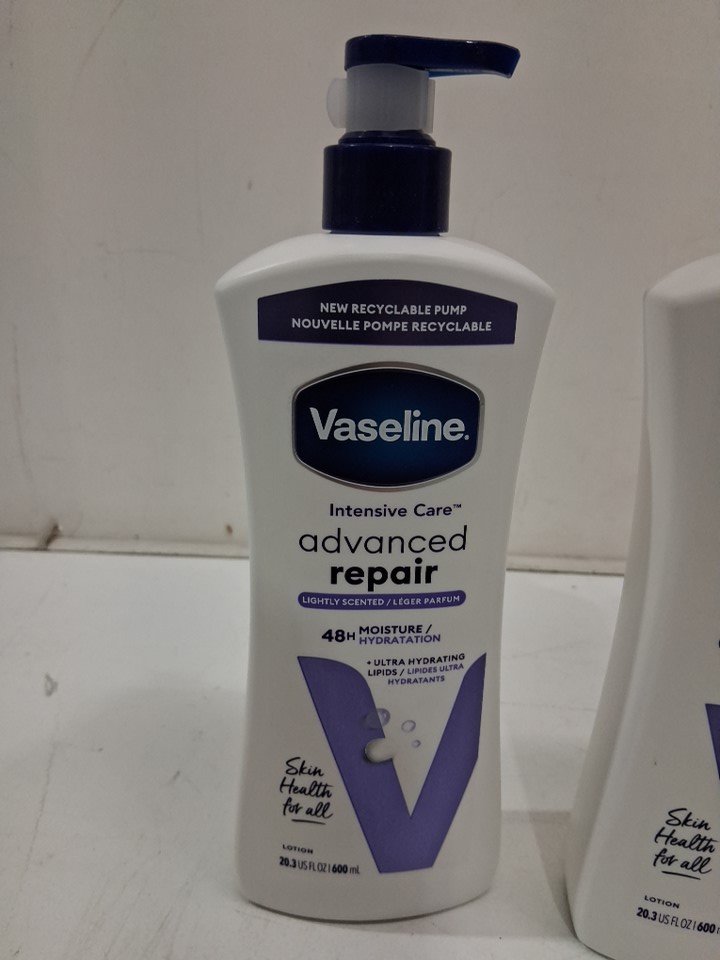 NEW RECYCLABLE PUMP
NOUVELLE POMPE RECYCLABLE
Vaseline.
Intensive Care™
advanced
repair
LIGHTLY SCENTED / LÉGER PARFUM
48H MOISTURE /
HYDRATATION
+ ULTRA HYDRATING
LIPIDS / LIPIDES ULTRA
HYDRATANTS
Skin
Health
for all
LOTION
20.3 US FL OZ | 600 mL
Skin
Health
for all
LOTION
20.3 US FL OZ | 600